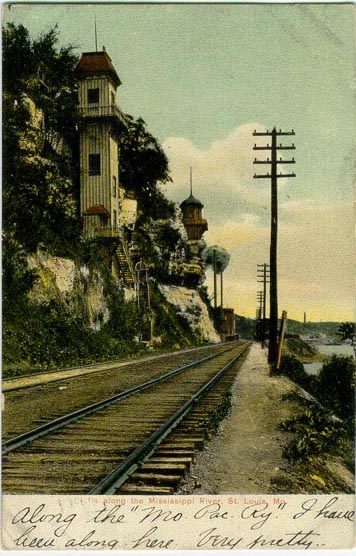 along the Mississippi River, St. Louis, Mo.
Along the "Mo. Pac. Ry". I have
been along here. Very pretty..